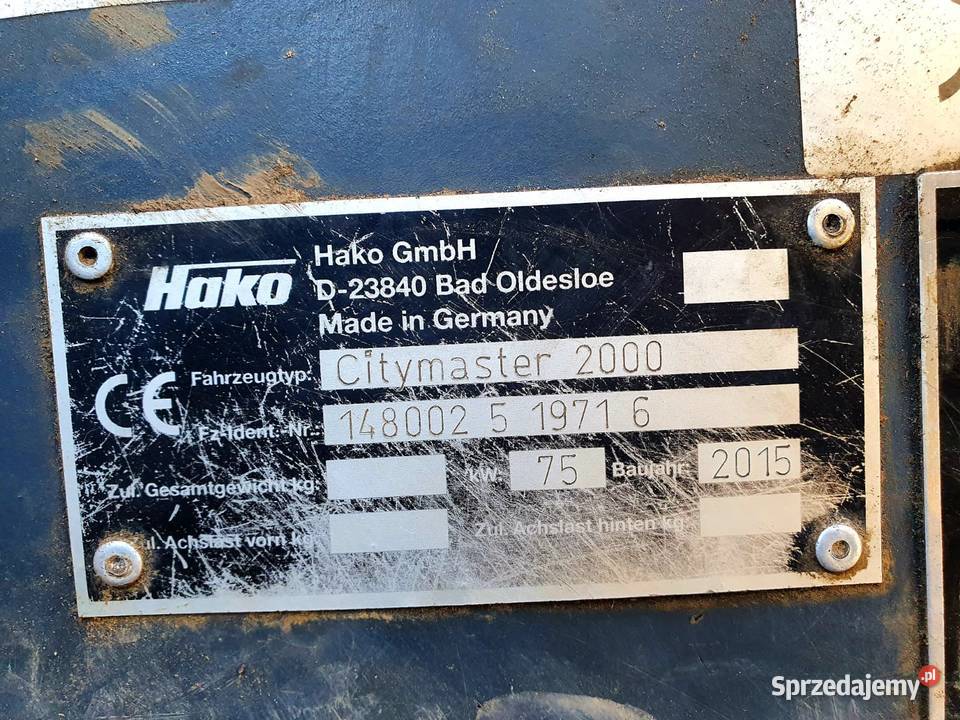 Hako
Hako GmbH
D-23840 Bad Oldesloe
Made in Germany
Fahrzeugtyp: Citymaster 2000
CE Fz-Ident.-Nr.: 148002 5 1971 6
Zul. Gesamtgewicht kg: kW: 75 Baujahr: 2015
Zul. Achslast vorn kg: Zul. Achslast hinten kg:
Sprzedajemy.pl